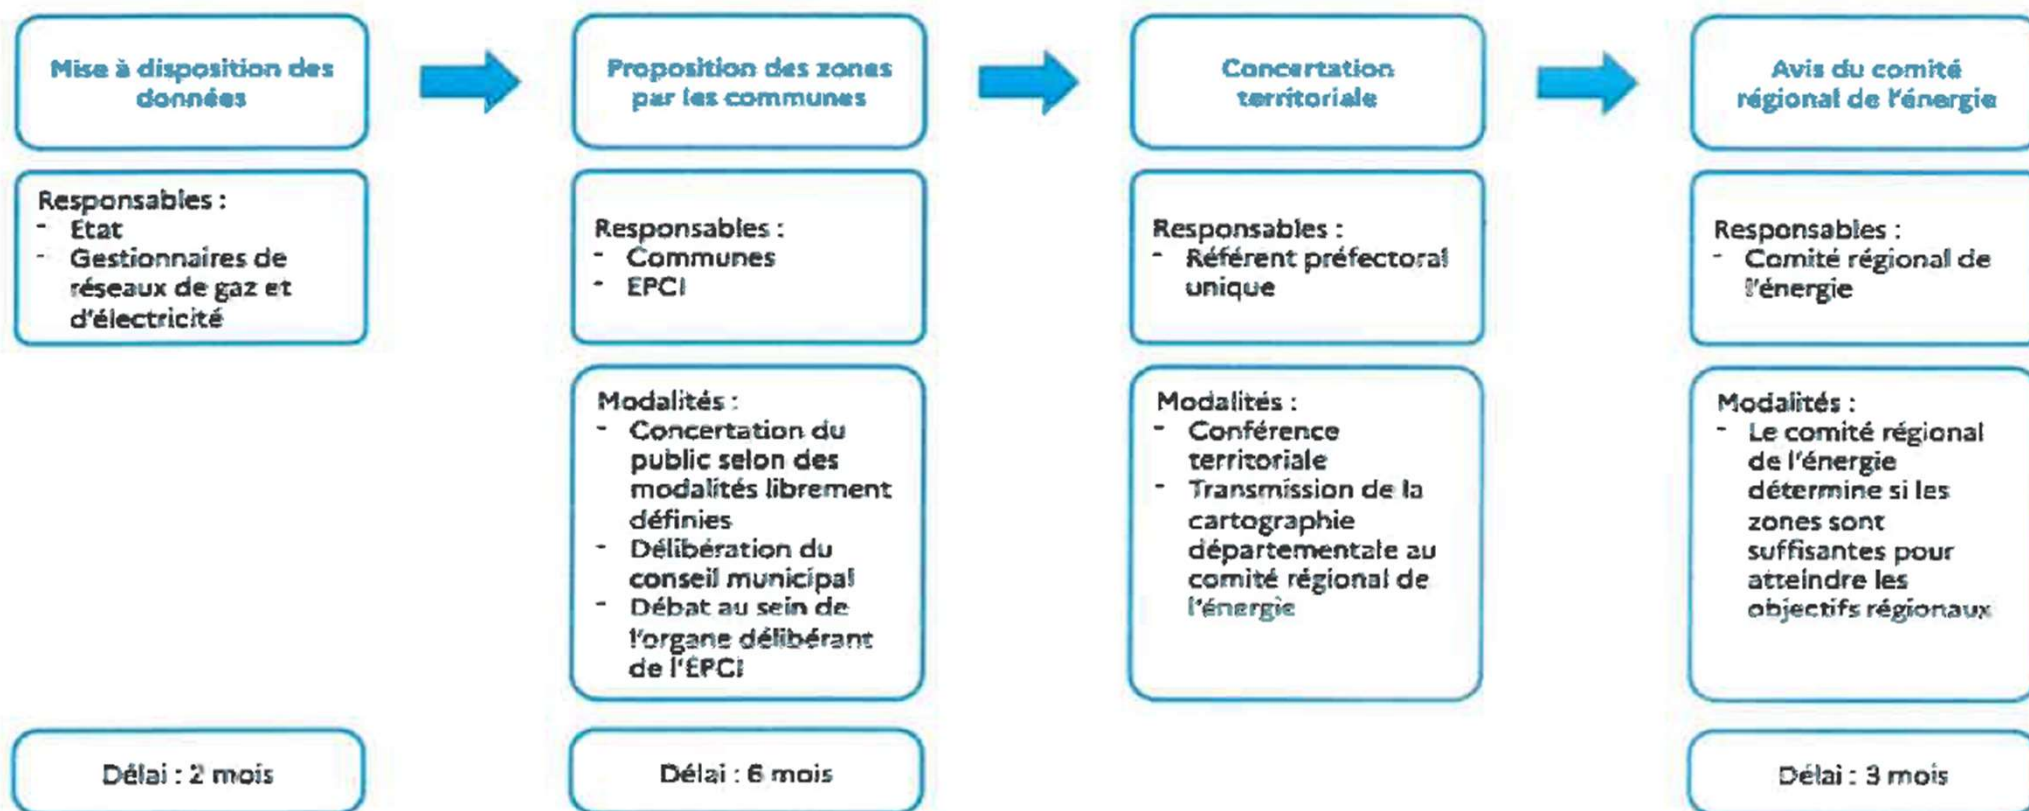 Mise à disposition des
données
Proposition des zones
par les communes
Concertation
territoriale
Avis du comité
régional de l'énergie
Responsables :
- Etat
- Gestionnaires de
réseaux de gaz et
d'électricité
Responsables :
- Communes
- EPCI
Responsables :
- Référent préfectoral
unique
Responsables :
- Comité régional de
l'énergie
Modalités :
- Concertation du
public selon des
modalités librement
définies
- Délibération du
conseil municipal
- Débat au sein de
l'organe délibérant
de l'ÉPCI
Modalités :
- Conférence
territoriale
- Transmission de la
cartographie
départementale au
comité régional de
l'énergie
Modalités :
- Le comité régional
de l'énergie
détermine si les
zones sont
suffisantes pour
atteindre les
objectifs régionaux
Délai : 2 mois
Délai : 6 mois
Délai : 3 mois